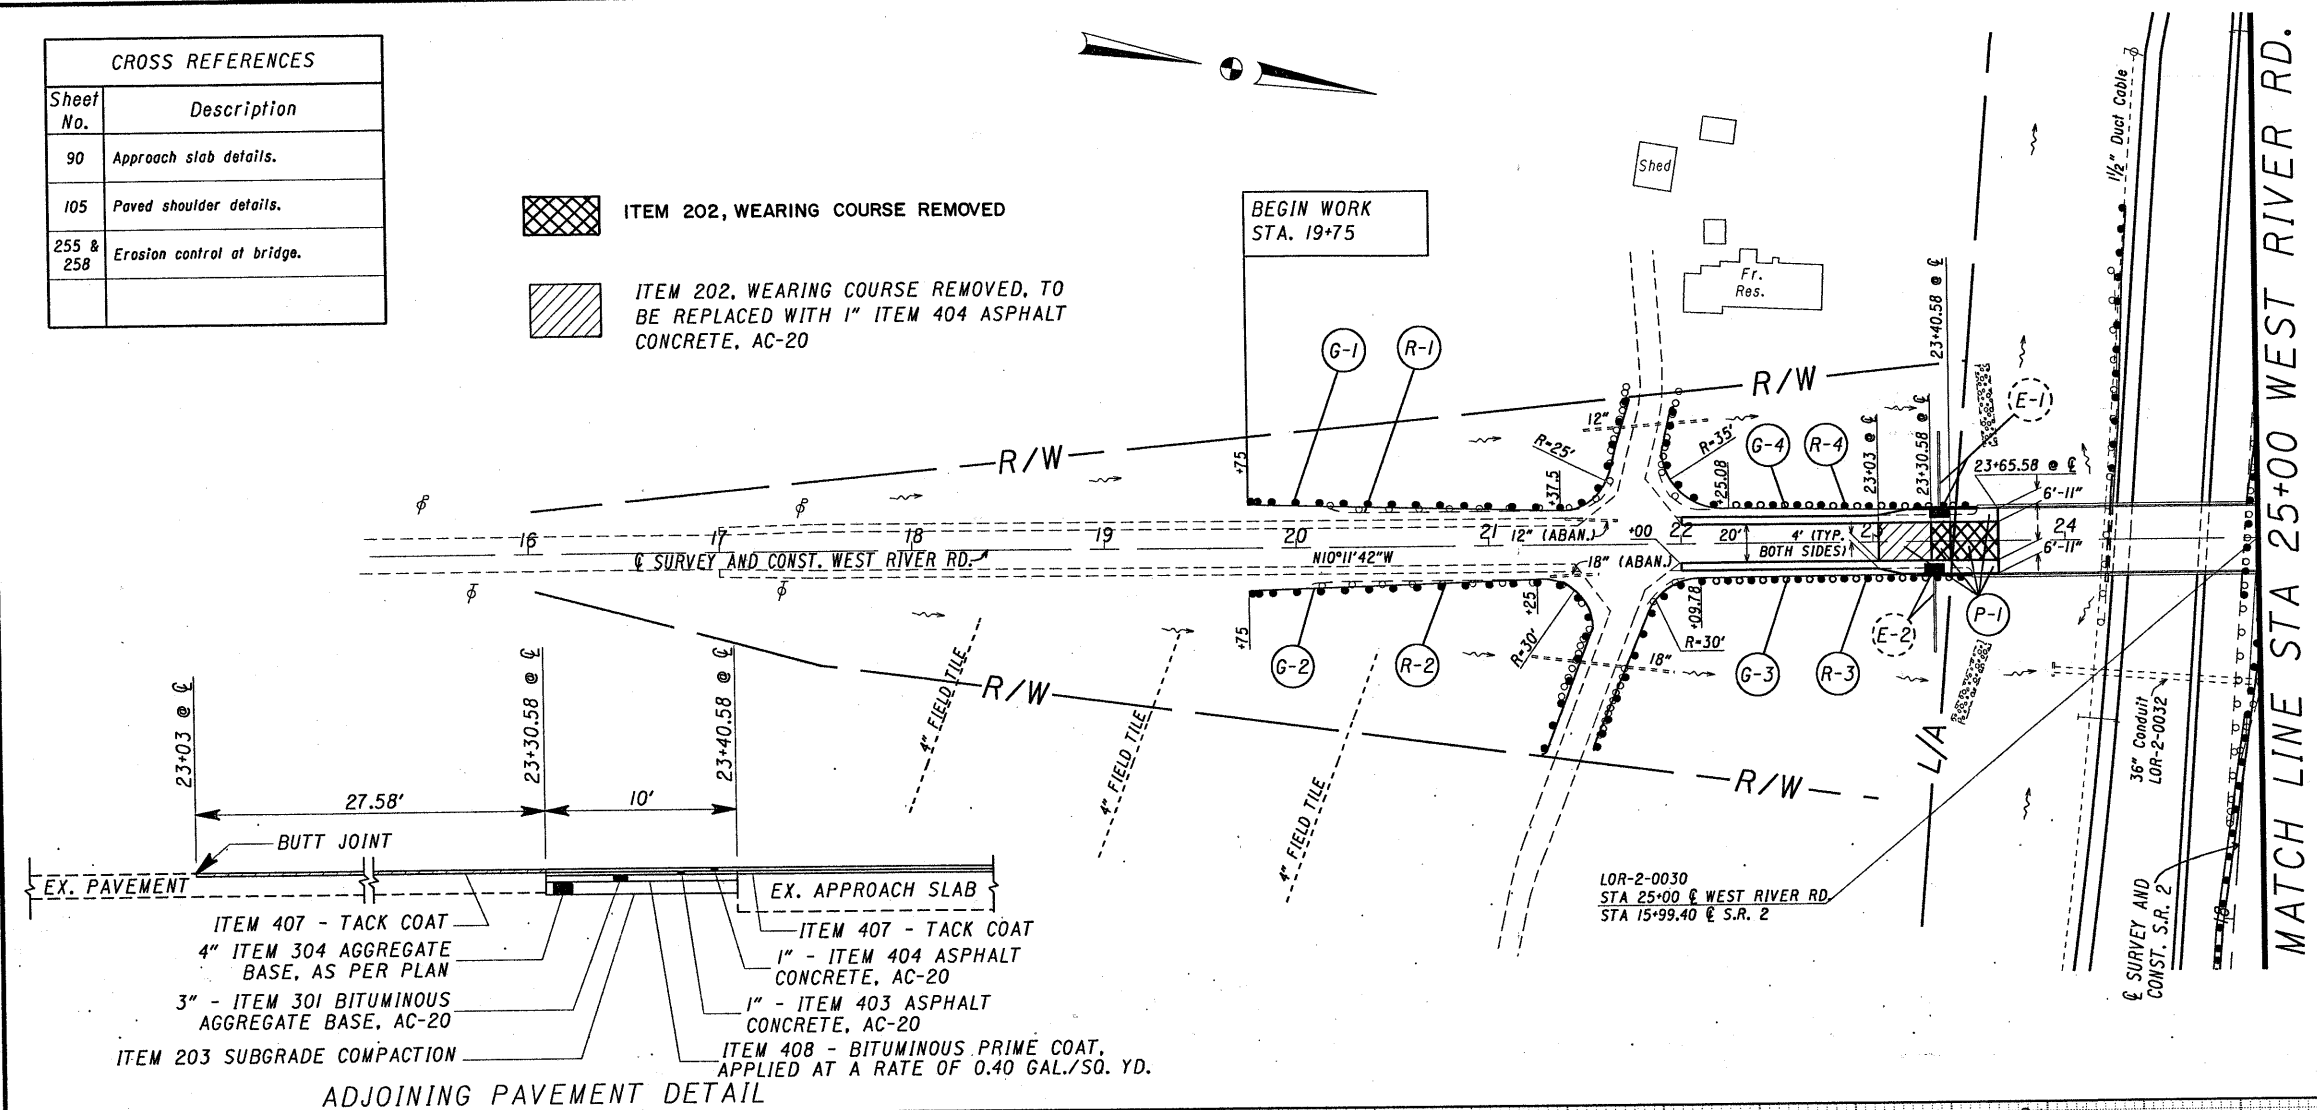 CROSS REFERENCES
Sheet No.
Description
90
Approach slab details.
105
Paved shoulder details.
255 & 258
Erosion control at bridge.
ITEM 202, WEARING COURSE REMOVED
ITEM 202, WEARING COURSE REMOVED, TO
BE REPLACED WITH 1" ITEM 404 ASPHALT
CONCRETE, AC-20
BEGIN WORK
STA. 19+75
Shed
Fr.
Res.
1½" Duct Cable
MATCH LINE STA 25+00 WEST RIVER RD.
G-1
R-1
R/W
R/W
+75
12"
R=25'
+37.5
R=35'
+25.08
G-4
R-4
23+03 @ ℄
23+30.58 @ ℄
23+40.58 @ ℄
E-1
23+65.58 @ ℄
6'-11"
6'-11"
16
17
18
19
20
21
12" (ABAN.)
+00
22
20'
4' (TYP.
BOTH SIDES)
23
24
℄ SURVEY AND CONST. WEST RIVER RD.
N10°11'42"W
18" (ABAN.)
+75
G-2
R-2
+25
R=30'
18"
+09.78
R=30'
G-3
R-3
E-2
P-1
R/W
R/W
L/A
4" FIELD TILE
4" FIELD TILE
4" FIELD TILE
36" Conduit
LOR-2-0032
LOR-2-0030
STA 25+00 ℄ WEST RIVER RD.
STA 15+99.40 ℄ S.R. 2
℄ SURVEY AND
CONST. S.R. 2
23+03 @ ℄
23+30.58 @ ℄
23+40.58 @ ℄
27.58'
10'
BUTT JOINT
EX. PAVEMENT
EX. APPROACH SLAB
ITEM 407 - TACK COAT
4" ITEM 304 AGGREGATE
BASE, AS PER PLAN
3" - ITEM 301 BITUMINOUS
AGGREGATE BASE, AC-20
ITEM 203 SUBGRADE COMPACTION
ITEM 407 - TACK COAT
1" - ITEM 404 ASPHALT
CONCRETE, AC-20
1" - ITEM 403 ASPHALT
CONCRETE, AC-20
ITEM 408 - BITUMINOUS PRIME COAT,
APPLIED AT A RATE OF 0.40 GAL./SQ. YD.
ADJOINING PAVEMENT DETAIL